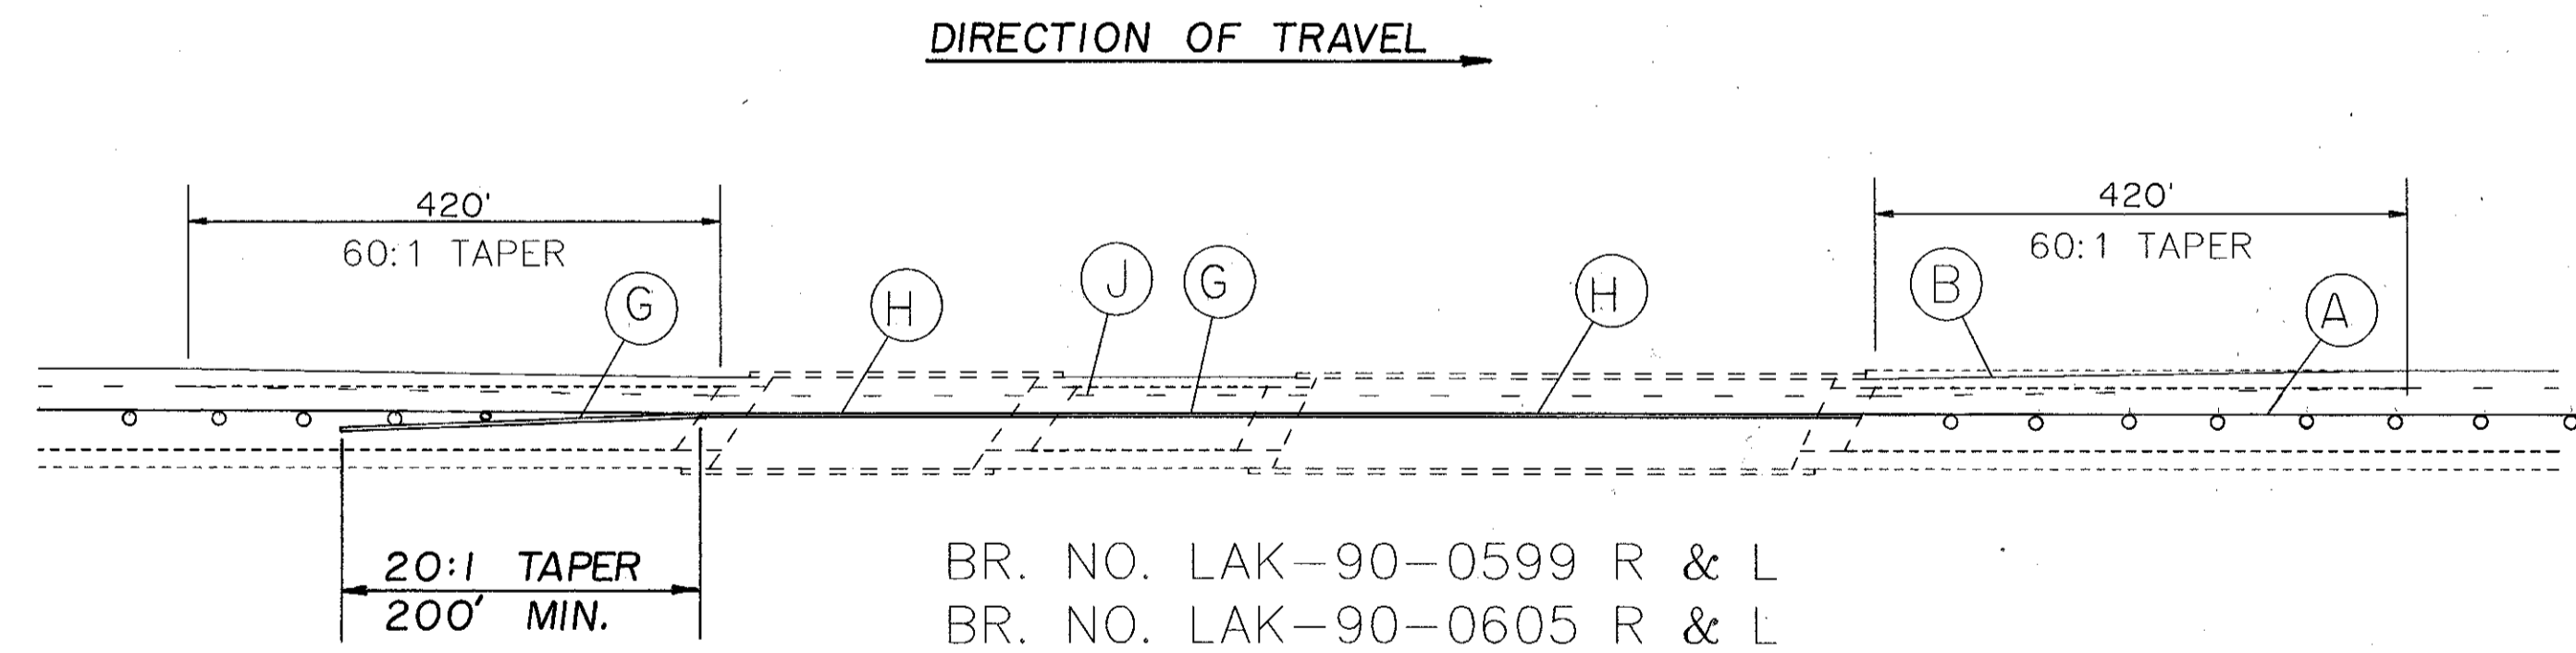 DIRECTION OF TRAVEL
420'
60:1 TAPER
420'
60:1 TAPER
G
H
J
G
H
B
A
20:1 TAPER
200' MIN.
BR. NO. LAK-90-0599 R & L
BR. NO. LAK-90-0605 R & L